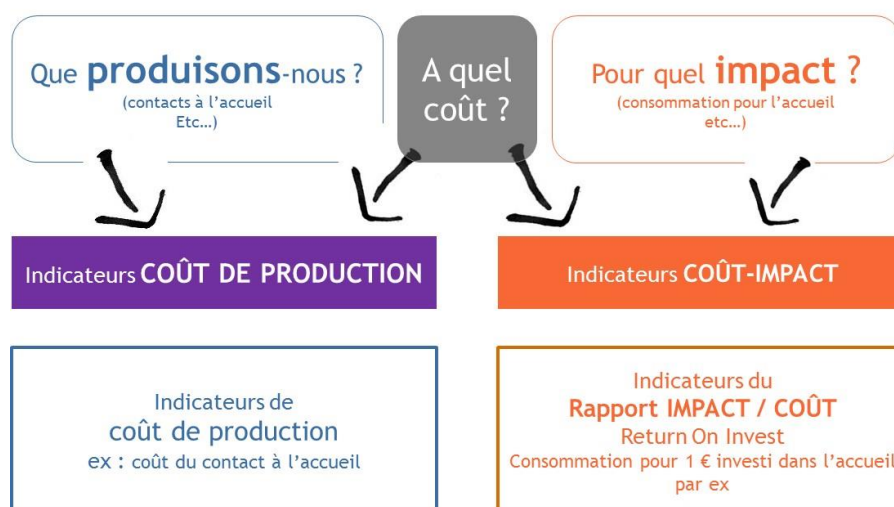 Que produisons-nous ?
(contacts à l'accueil
Etc…)
A quel
coût ?
Pour quel impact ?
(consommation pour l'accueil
etc…)
Indicateurs COÛT DE PRODUCTION
Indicateurs COÛT-IMPACT
Indicateurs de
coût de production
ex : coût du contact à l'accueil
Indicateurs du
Rapport IMPACT / COÛT
Return On Invest
Consommation pour 1 € investi dans l'accueil
par ex